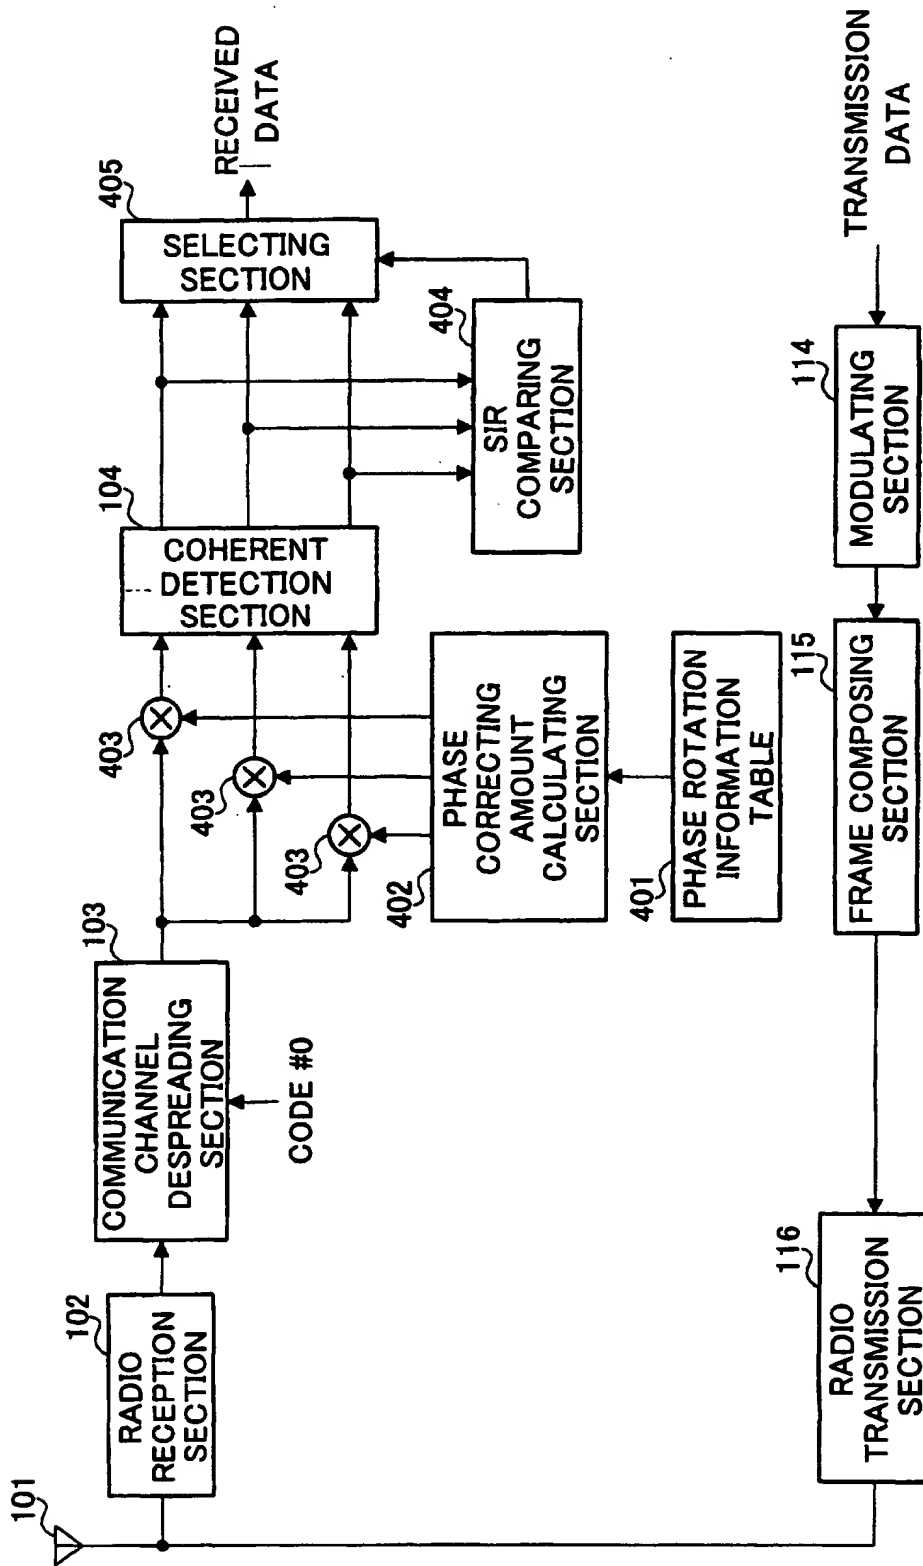 101
102
RADIO
RECEPTION
SECTION
103
COMMUNICATION
CHANNEL
DESPREADING
SECTION
CODE #0
403
403
403
104
COHERENT
DETECTION
SECTION
405
SELECTING
SECTION
RECEIVED
DATA
404
SIR
COMPARING
SECTION
402
PHASE
CORRECTING
AMOUNT
CALCULATING
SECTION
401
PHASE ROTATION
INFORMATION
TABLE
116
RADIO
TRANSMISSION
SECTION
115
FRAME COMPOSING
SECTION
114
MODULATING
SECTION
TRANSMISSION
DATA